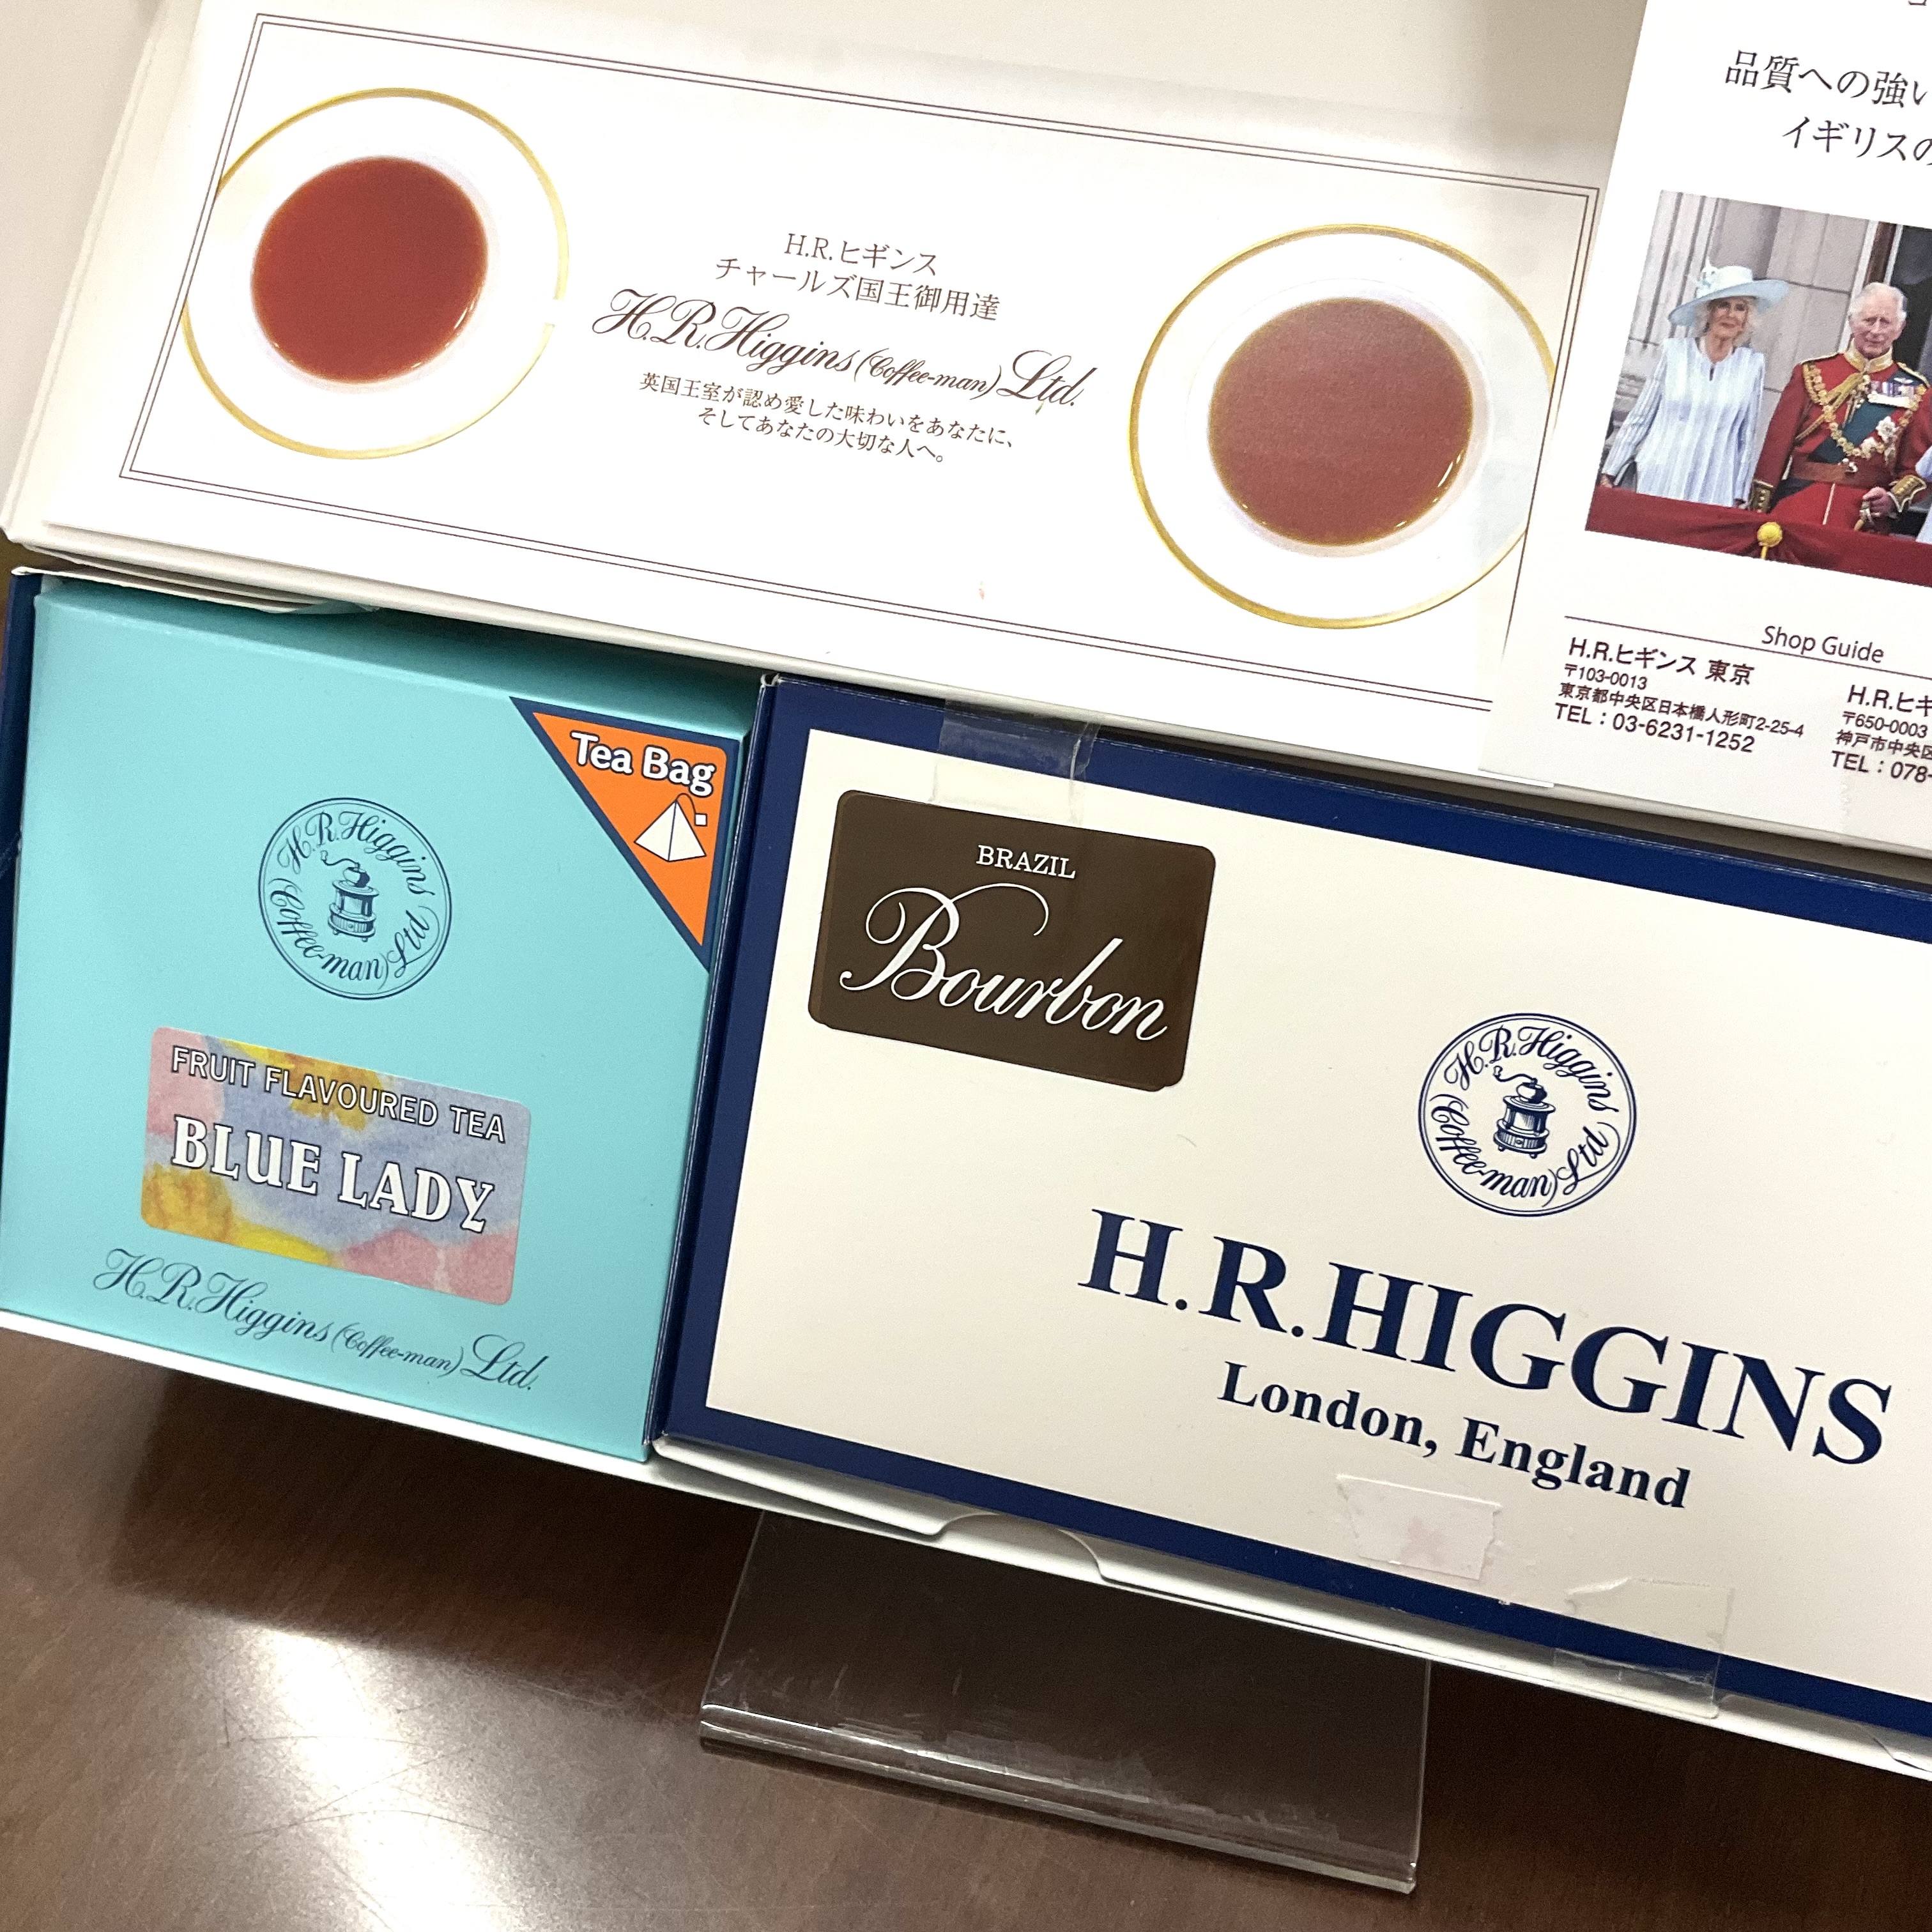 H.R.ヒギンス
チャールズ国王御用達
H.R.Higgins (Coffee-man) Ltd.
英国王室が認め愛した味わいをあなたに、
そしてあなたの大切な人へ。
品質への強い
イギリスの
Shop Guide
H.R.ヒギンス 東京
〒103-0013
東京都中央区日本橋人形町2-25-4
TEL：03-6231-1252
H.R.ヒギ
〒650-0003
神戸市中央区
TEL：078-
Tea Bag
H.R.Higgins
(Coffee-man) Ltd
FRUIT FLAVOURED TEA
BLUE LADY
H.R.Higgins (Coffee-man) Ltd.
BRAZIL
Bourbon
H.R.Higgins
(Coffee-man) Ltd
H.R.HIGGINS
London, England